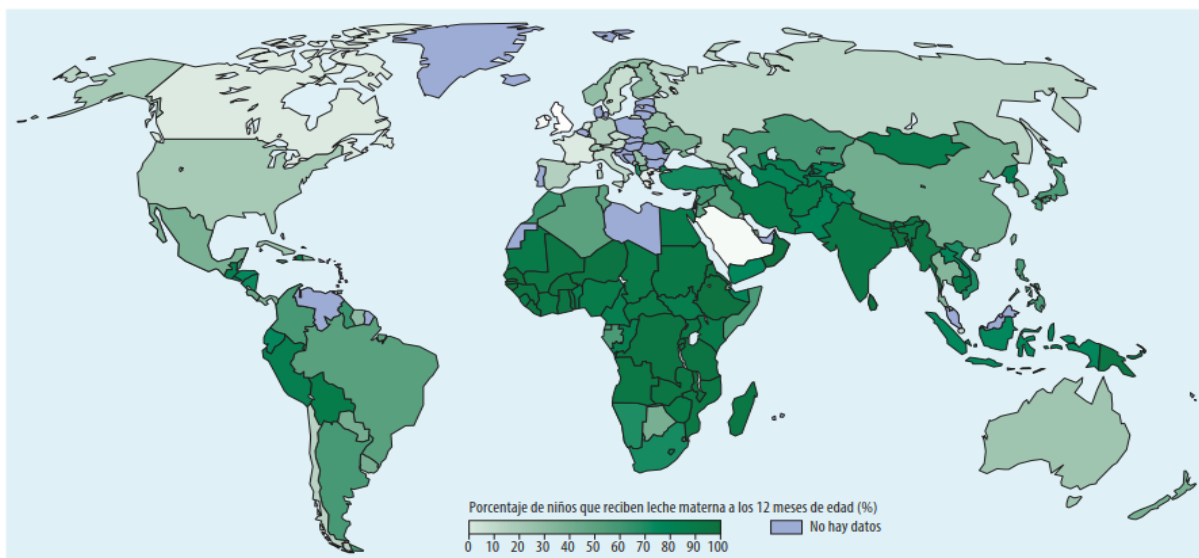 Porcentaje de niños que reciben leche materna a los 12 meses de edad (%)
No hay datos
0 10 20 30 40 50 60 70 80 90 100